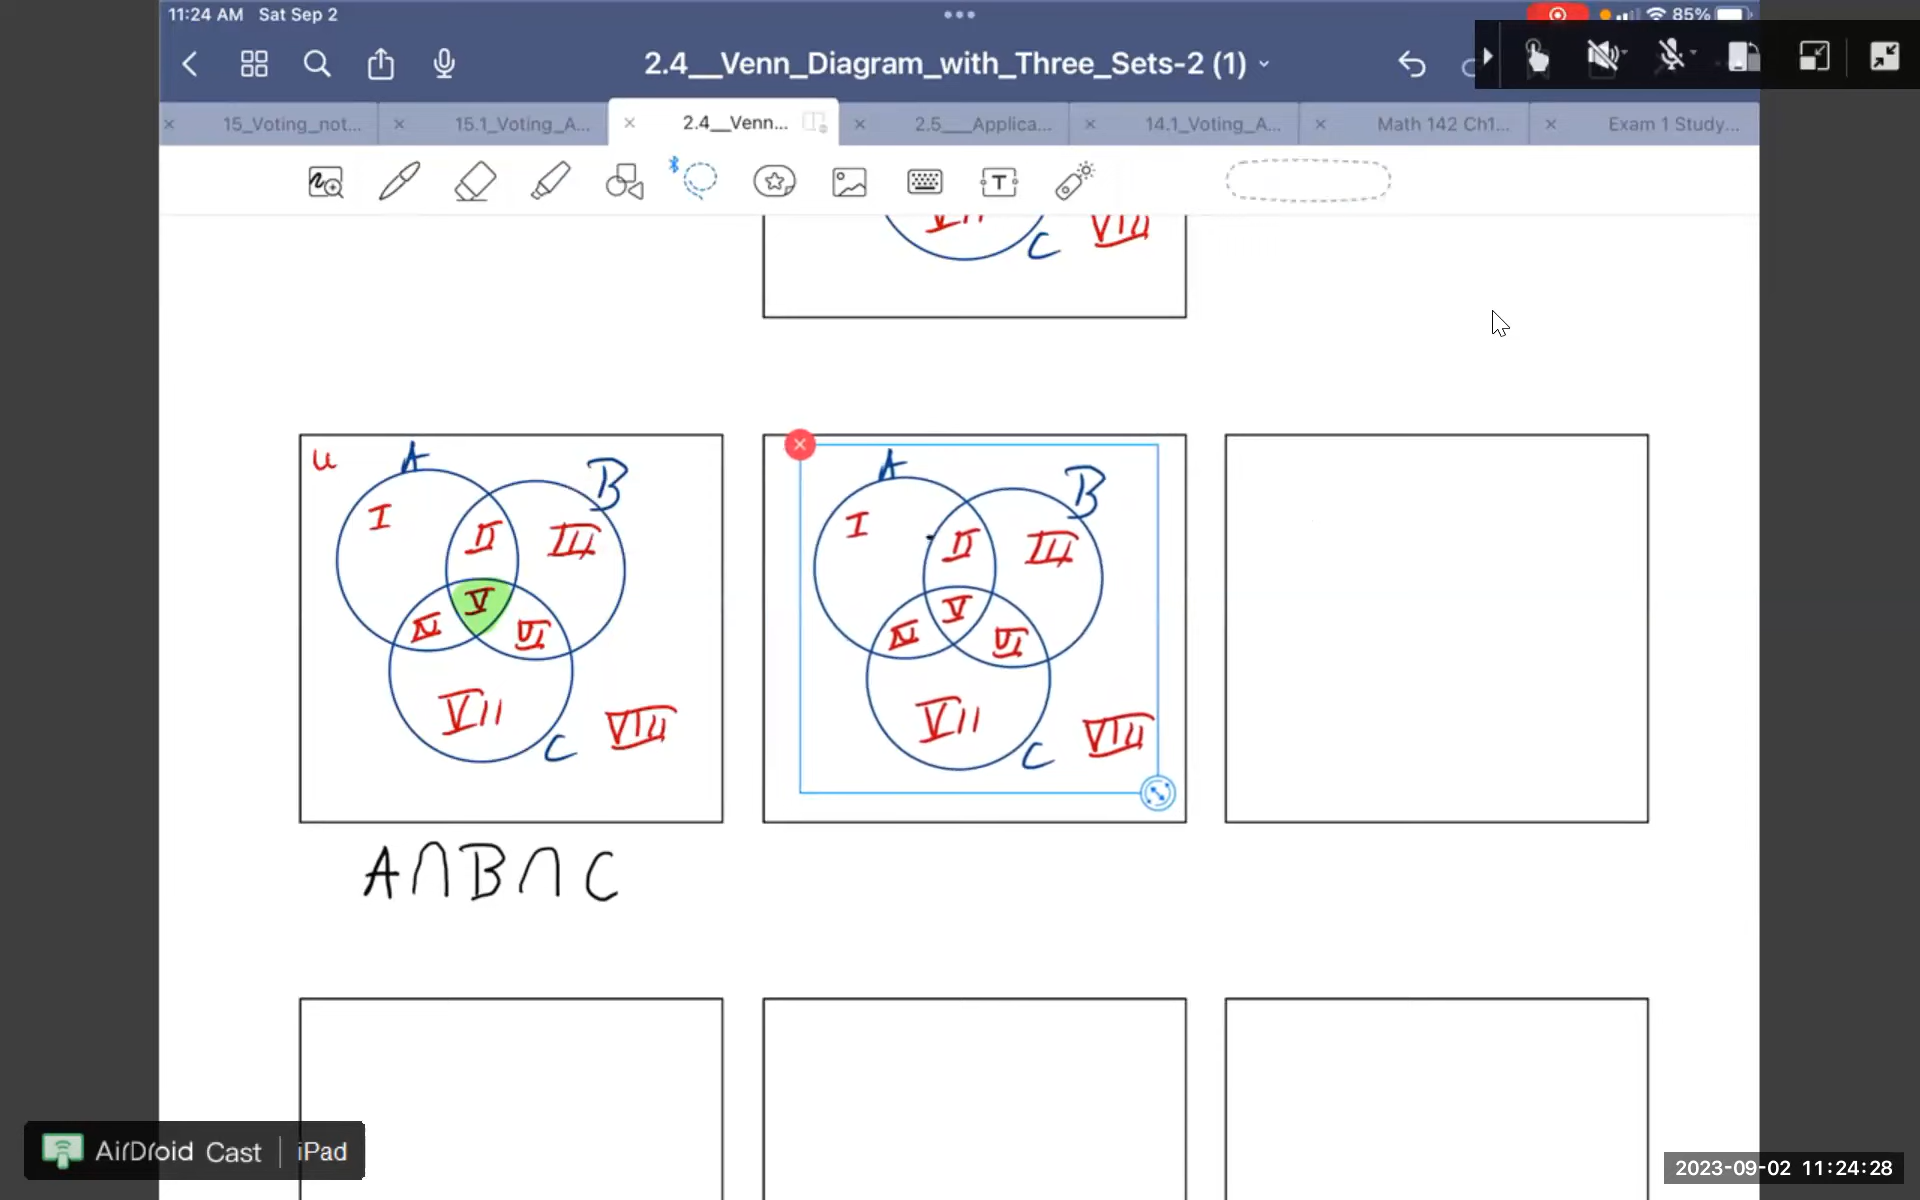 11:24 AM Sat Sep 2
85%
2.4__Venn_Diagram_with_Three_Sets-2 (1)
15_Voting_not...
15.1_Voting_A...
2.4__Venn...
2.5___Applica...
14.1_Voting_A...
Math 142 Ch1...
Exam 1 Study...
T
VII
C
VIII
U
A
B
I
II
III
V
IV
VI
VII
C
VIII
A
B
I
II
III
V
IV
VI
VII
C
VIII
A∩B∩C
AirDroid Cast | iPad
2023-09-02 11:24:28